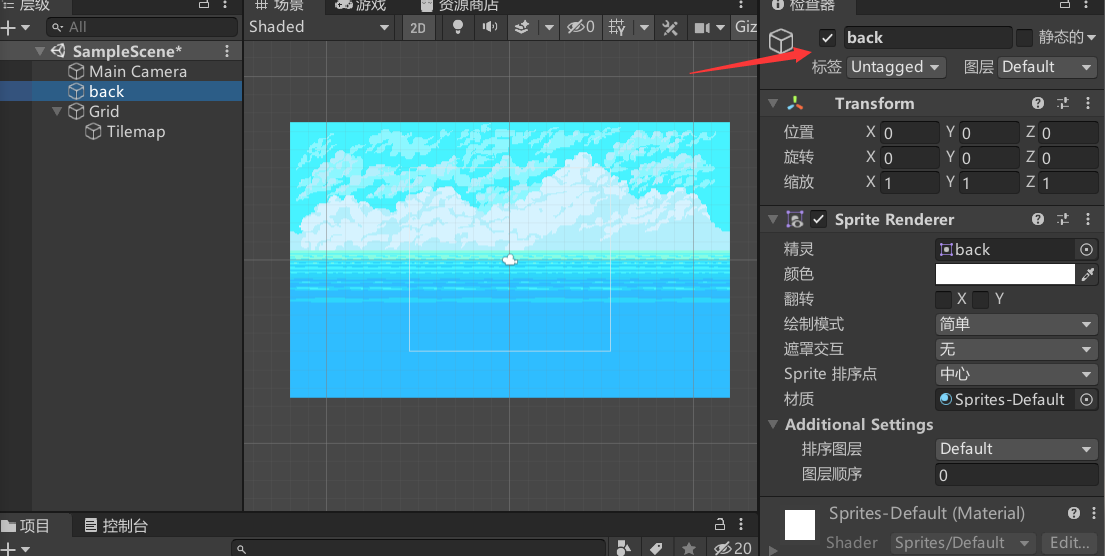 层级
场景
游戏
资源商店
检查器
All
Shaded
2D
0
Giz
SampleScene*
Main Camera
back
Grid
Tilemap
back
静态的
标签 Untagged 图层 Default
Transform
位置 X 0 Y 0 Z 0
旋转 X 0 Y 0 Z 0
缩放 X 1 Y 1 Z 1
Sprite Renderer
精灵 back
颜色
翻转 X Y
绘制模式 简单
遮罩交互 无
Sprite 排序点 中心
材质 Sprites-Default
Additional Settings
排序图层 Default
图层顺序 0
Sprites-Default (Material)
Shader Sprites/Default Edit...
项目 控制台
20